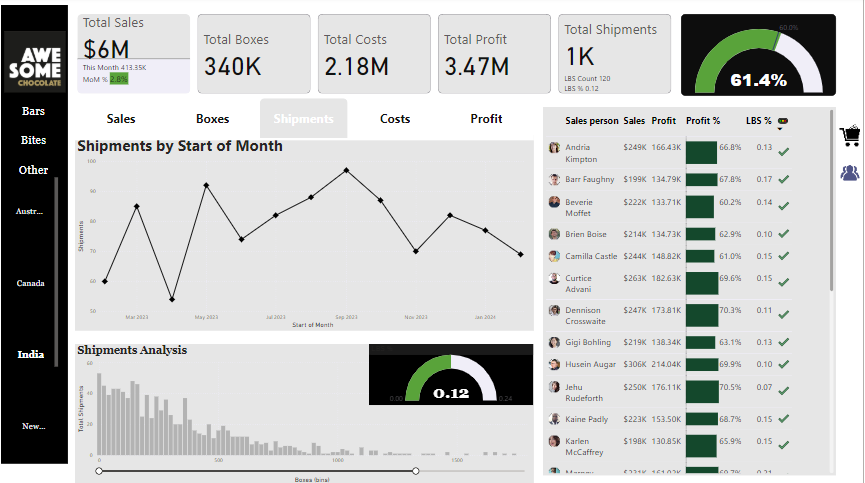 AWE
SOME
CHOCOLATE
Bars
Bites
Other
Austr...
Canada
India
New...
Total Sales
$6M
This Month 413.35K
MoM % 2.8%
Total Boxes
340K
Total Costs
2.18M
Total Profit
3.47M
Total Shipments
1K
LBS Count 120
LBS % 0.12
60.0%
61.4%
Sales Boxes Shipments Costs Profit
Shipments by Start of Month
Shipments
100
90
80
70
60
50
Mar 2023 May 2023 Jul 2023 Sep 2023 Nov 2023 Jan 2024
Start of Month
Shipments Analysis
Total Shipments
60
40
20
0
0 500 1000 1500
Boxes (bins)
0.12
0.00 0.24
Sales person Sales Profit Profit % LBS %
Andria Kimpton $249K 166.43K 66.8% 0.13
Barr Faughny $199K 134.79K 67.8% 0.17
Beverie Moffet $222K 133.71K 60.2% 0.14
Brien Boise $214K 134.73K 62.9% 0.10
Camilla Castle $244K 148.82K 61.0% 0.15
Curtice Advani $263K 182.63K 69.6% 0.15
Dennison Crosswaite $247K 173.81K 70.3% 0.11
Gigi Bohling $219K 138.34K 63.1% 0.13
Husein Augar $306K 214.04K 69.9% 0.10
Jehu Rudeforth $250K 176.11K 70.5% 0.07
Kaine Padly $223K 153.50K 68.7% 0.15
Karlen McCaffrey $198K 130.85K 65.9% 0.15